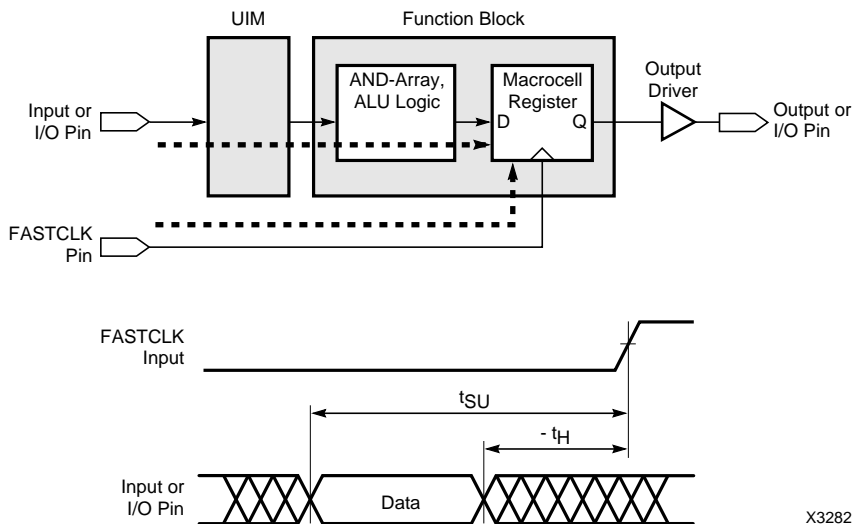 UIM
Function Block
AND-Array,
ALU Logic
Macrocell
Register
D
Q
Output
Driver
Input or
I/O Pin
Output or
I/O Pin
FASTCLK
Pin
FASTCLK
Input
tSU
- tH
Input or
I/O Pin
Data
X3282